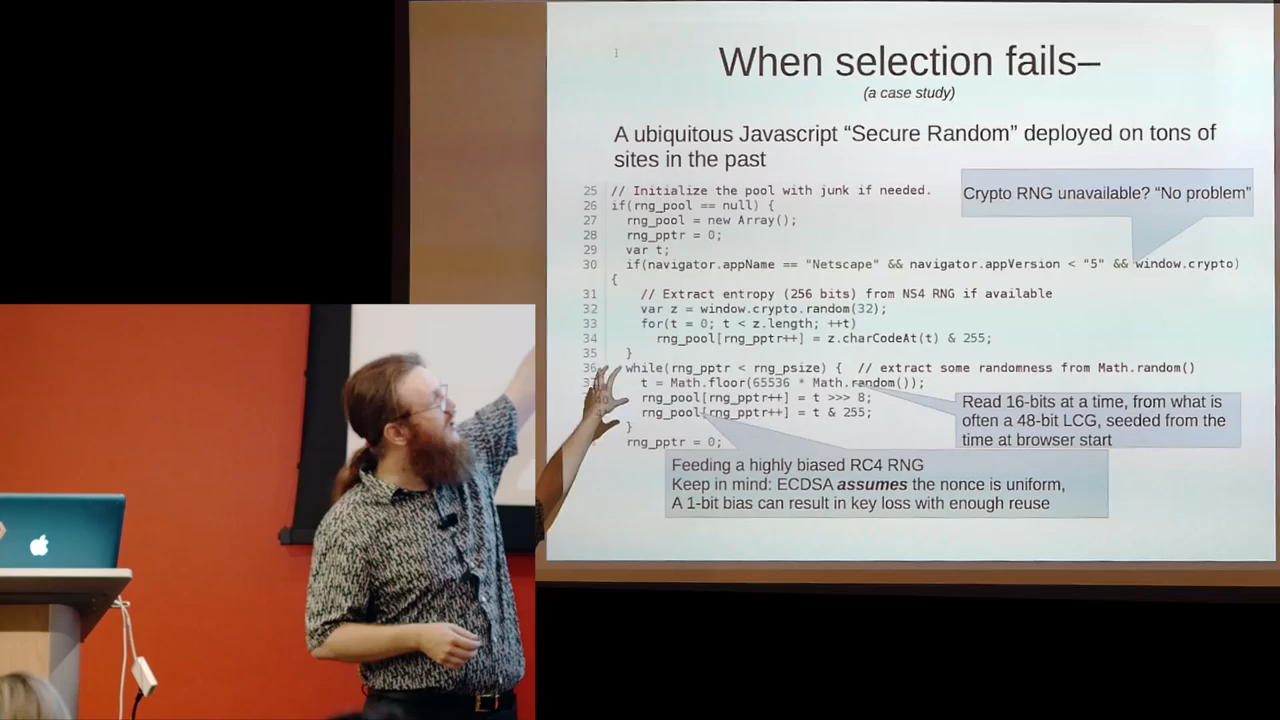 1
When selection fails–
(a case study)
A ubiquitous Javascript “Secure Random” deployed on tons of
sites in the past
Crypto RNG unavailable? “No problem”
25 // Initialize the pool with junk if needed.
26 if(rng_pool == null) {
27 rng_pool = new Array();
28 rng_pptr = 0;
29 var t;
30 if(navigator.appName == "Netscape" && navigator.appVersion < "5" && window.crypto)
{
31 // Extract entropy (256 bits) from NS4 RNG if available
32 var z = window.crypto.random(32);
33 for(t = 0; t < z.length; ++t)
34 rng_pool[rng_pptr++] = z.charCodeAt(t) & 255;
35 }
36 while(rng_pptr < rng_psize) { // extract some randomness from Math.random()
37 t = Math.floor(65536 * Math.random());
rng_pool[rng_pptr++] = t >>> 8;
rng_pool[rng_pptr++] = t & 255;
}
rng_pptr = 0;
Read 16-bits at a time, from what is
often a 48-bit LCG, seeded from the
time at browser start
Feeding a highly biased RC4 RNG
Keep in mind: ECDSA assumes the nonce is uniform,
A 1-bit bias can result in key loss with enough reuse